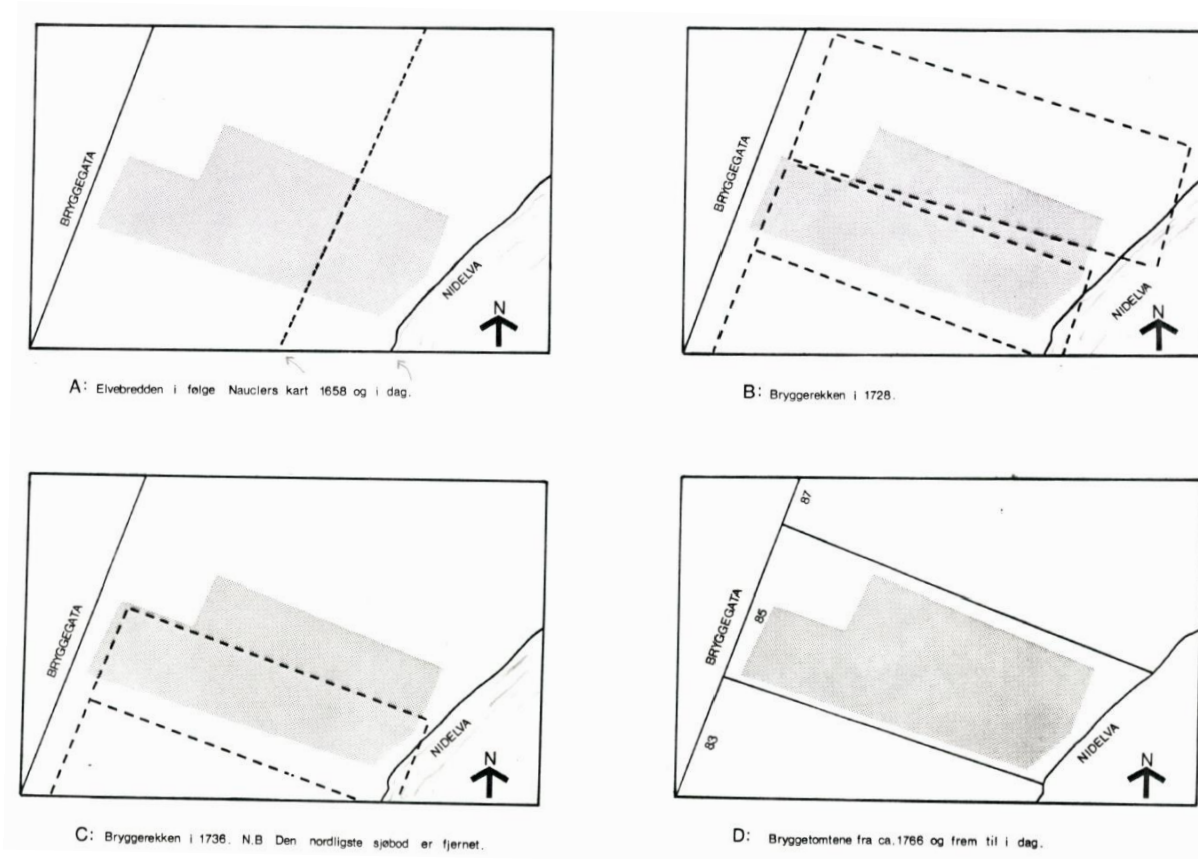 BRYGGEGATA
NIDELVA
N
A: Elvebredden i følge Nauclers kart 1658 og i dag.
BRYGGEGATA
NIDELVA
N
B: Bryggerekken i 1728.
BRYGGEGATA
NIDELVA
N
C: Bryggerekken i 1736. N.B Den nordligste sjøbod er fjernet.
87
BRYGGEGATA
85
83
NIDELVA
N
D: Bryggetomtene fra ca.1766 og frem til i dag.